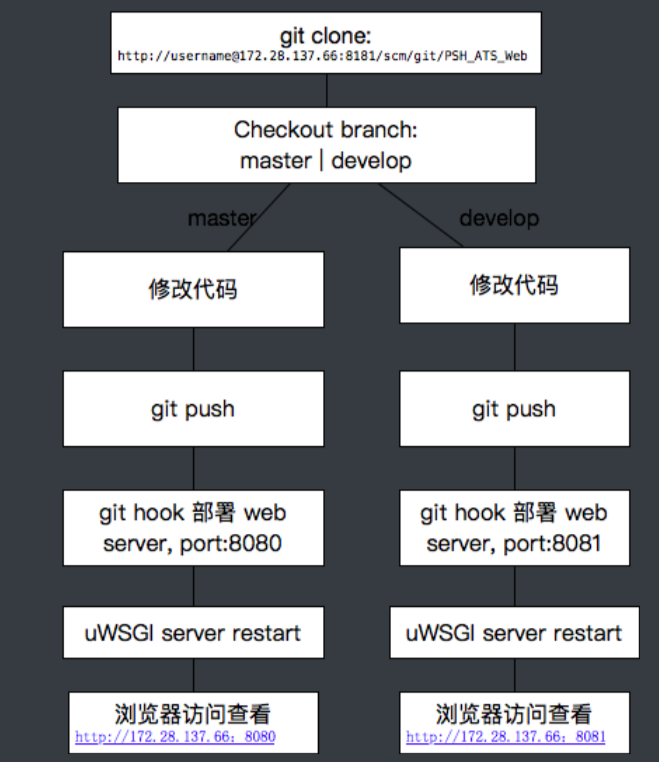 git clone:
http://username@172.28.137.66:8181/scm/git/PSH_ATS_Web
Checkout branch:
master | develop
master
develop
修改代码
修改代码
git push
git push
git hook 部署 web
server, port:8080
git hook 部署 web
server, port:8081
uWSGI server restart
uWSGI server restart
浏览器访问查看
http://172.28.137.66：8080
浏览器访问查看
http://172.28.137.66：8081